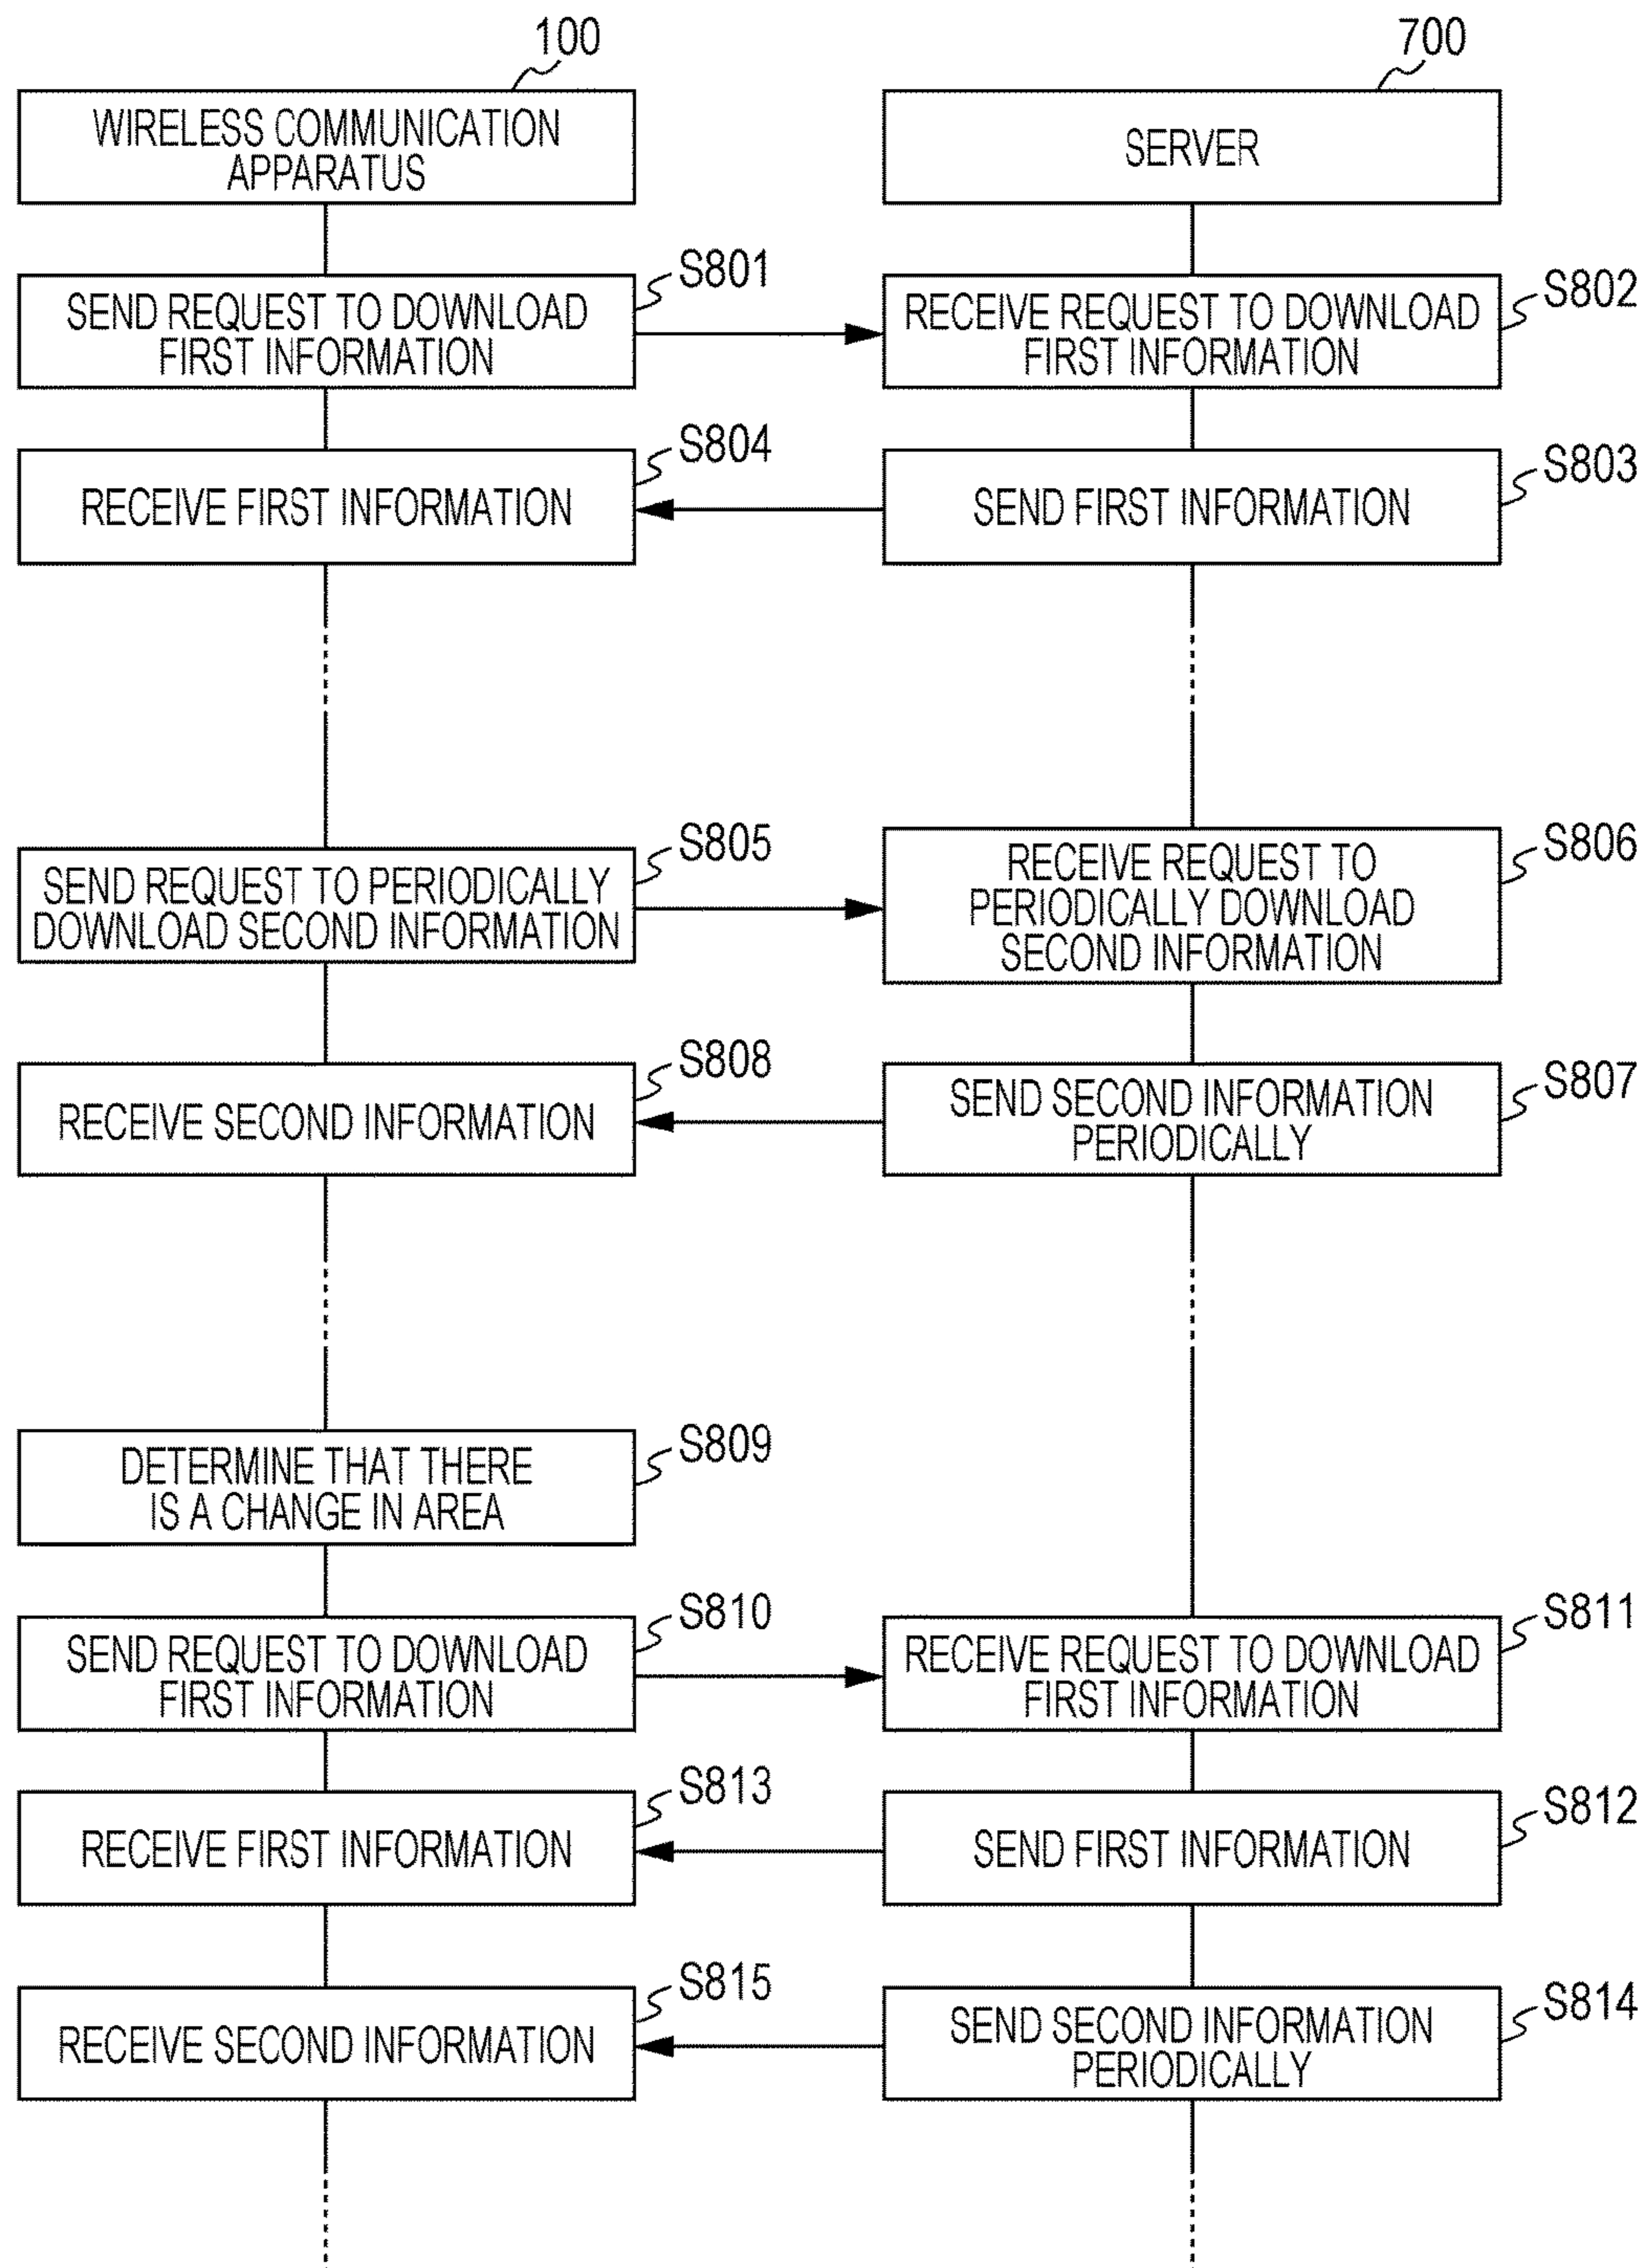 100
700
WIRELESS COMMUNICATION
APPARATUS
SERVER
S801
S802
SEND REQUEST TO DOWNLOAD
FIRST INFORMATION
RECEIVE REQUEST TO DOWNLOAD
FIRST INFORMATION
S804
S803
RECEIVE FIRST INFORMATION
SEND FIRST INFORMATION
S805
S806
SEND REQUEST TO PERIODICALLY
DOWNLOAD SECOND INFORMATION
RECEIVE REQUEST TO
PERIODICALLY DOWNLOAD
SECOND INFORMATION
S808
S807
RECEIVE SECOND INFORMATION
SEND SECOND INFORMATION
PERIODICALLY
S809
DETERMINE THAT THERE
IS A CHANGE IN AREA
S810
S811
SEND REQUEST TO DOWNLOAD
FIRST INFORMATION
RECEIVE REQUEST TO DOWNLOAD
FIRST INFORMATION
S813
S812
RECEIVE FIRST INFORMATION
SEND FIRST INFORMATION
S815
S814
RECEIVE SECOND INFORMATION
SEND SECOND INFORMATION
PERIODICALLY